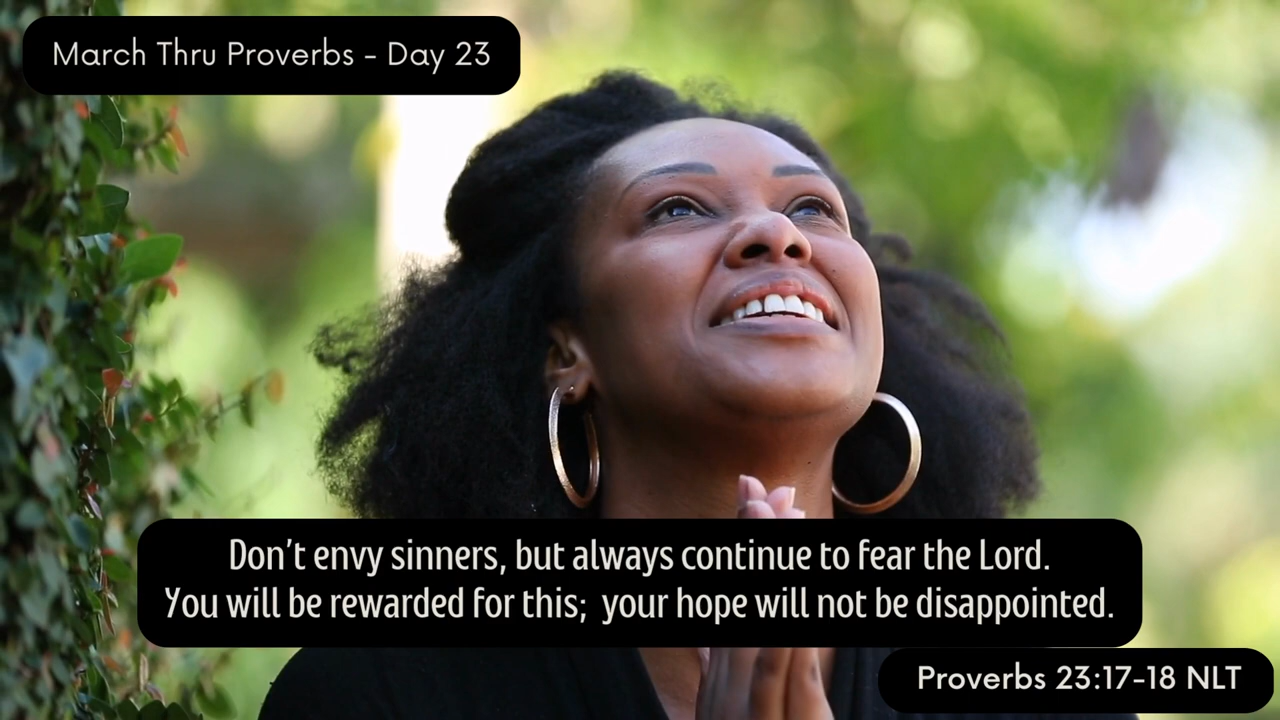 March Thru Proverbs - Day 23
Don't envy sinners, but always continue to fear the Lord.
You will be rewarded for this;  your hope will not be disappointed.
Proverbs 23:17-18 NLT